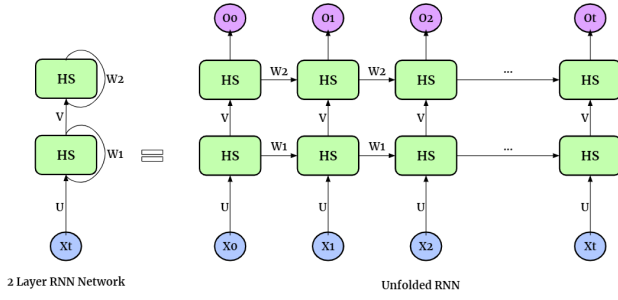 O0 O1 O2 Ot
HS W2 HS W2 HS W2 HS ... HS
V V V V V
HS W1 HS W1 HS W1 HS ... HS
U U U U U
Xt X0 X1 X2 Xt
2 Layer RNN Network
Unfolded RNN